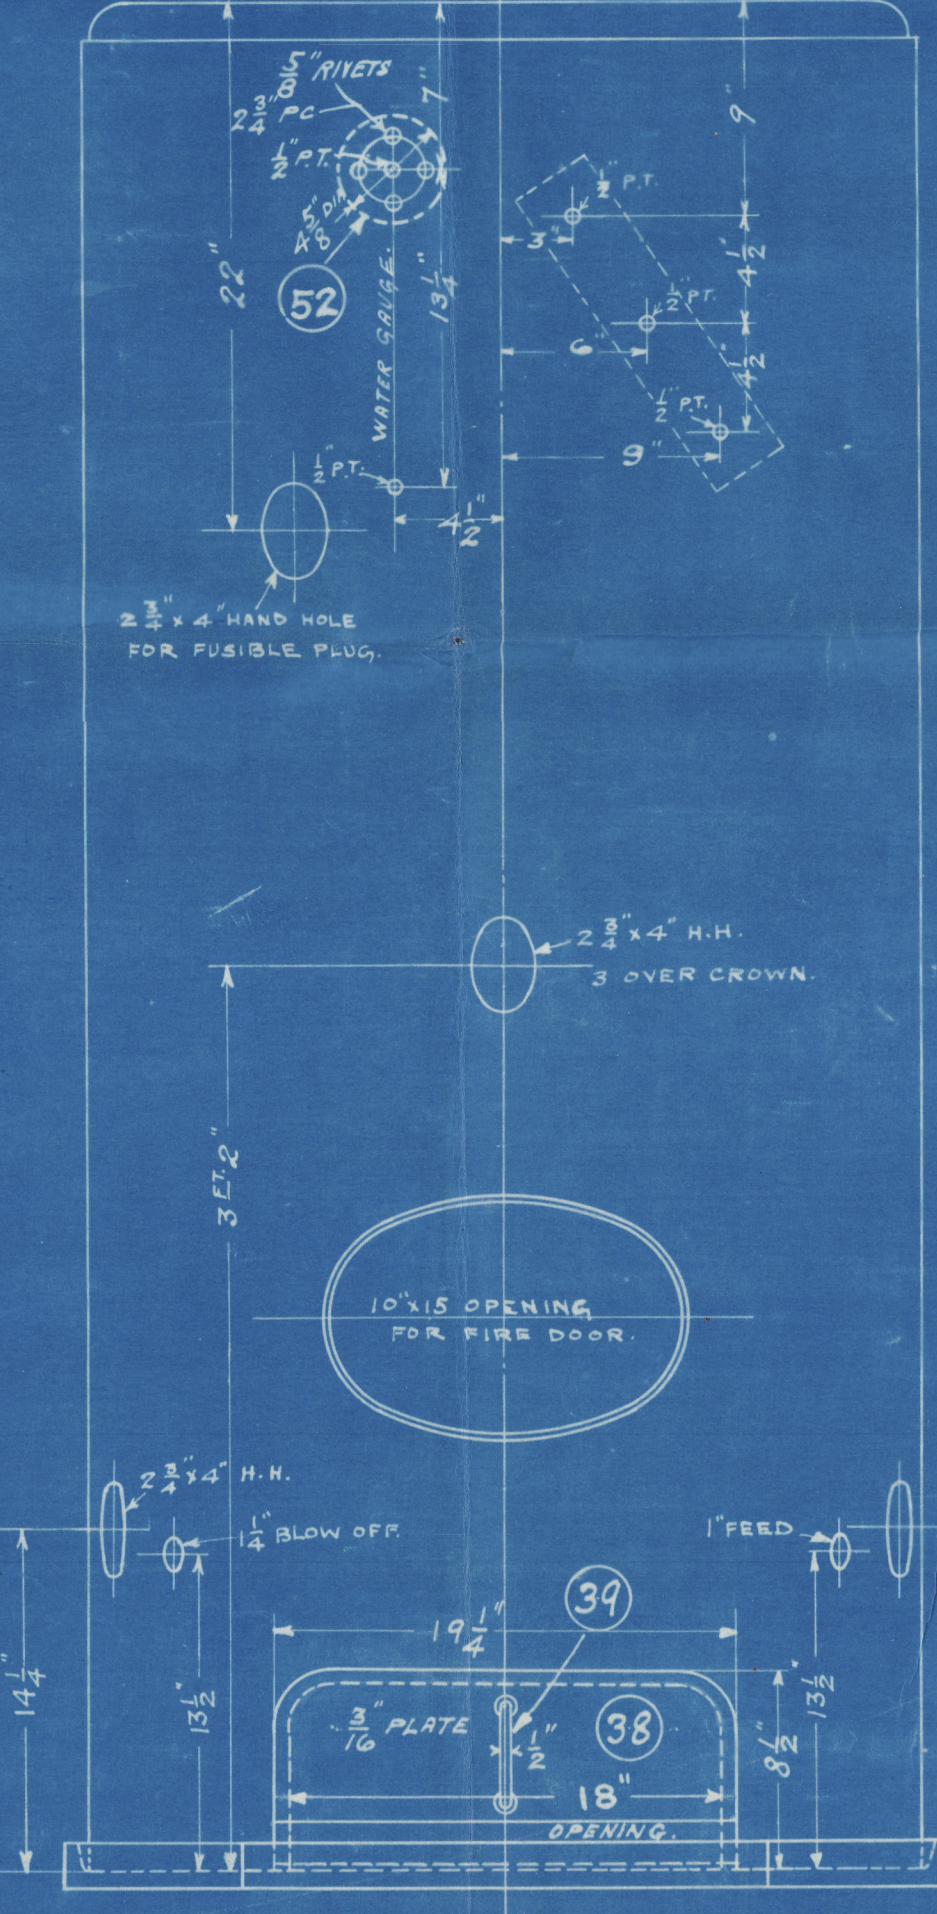 5/8" RIVETS
7"
9"
2 3/4" PC
1/2" P.T.
1/2" P.T.
4 5/8" DIA
3"
4 1/2"
22"
52
WATER GAUGE.
13 1/4"
1/2" P.T.
6"
4 1/2"
1/2" P.T.
9"
1/2" P.T.
4 1/2"
2 3/4" x 4" HAND HOLE
FOR FUSIBLE PLUG.
2 3/4" x 4" H.H.
3 OVER CROWN.
3 FT. 2"
10" x 15 OPENING
FOR FIRE DOOR.
2 3/4" x 4" H.H.
1 1/4" BLOW OFF.
1" FEED
39
19 1/4"
14 1/4"
13 1/2"
3/16" PLATE
1/2"
38
8 1/2"
13 1/2"
18"
OPENING.